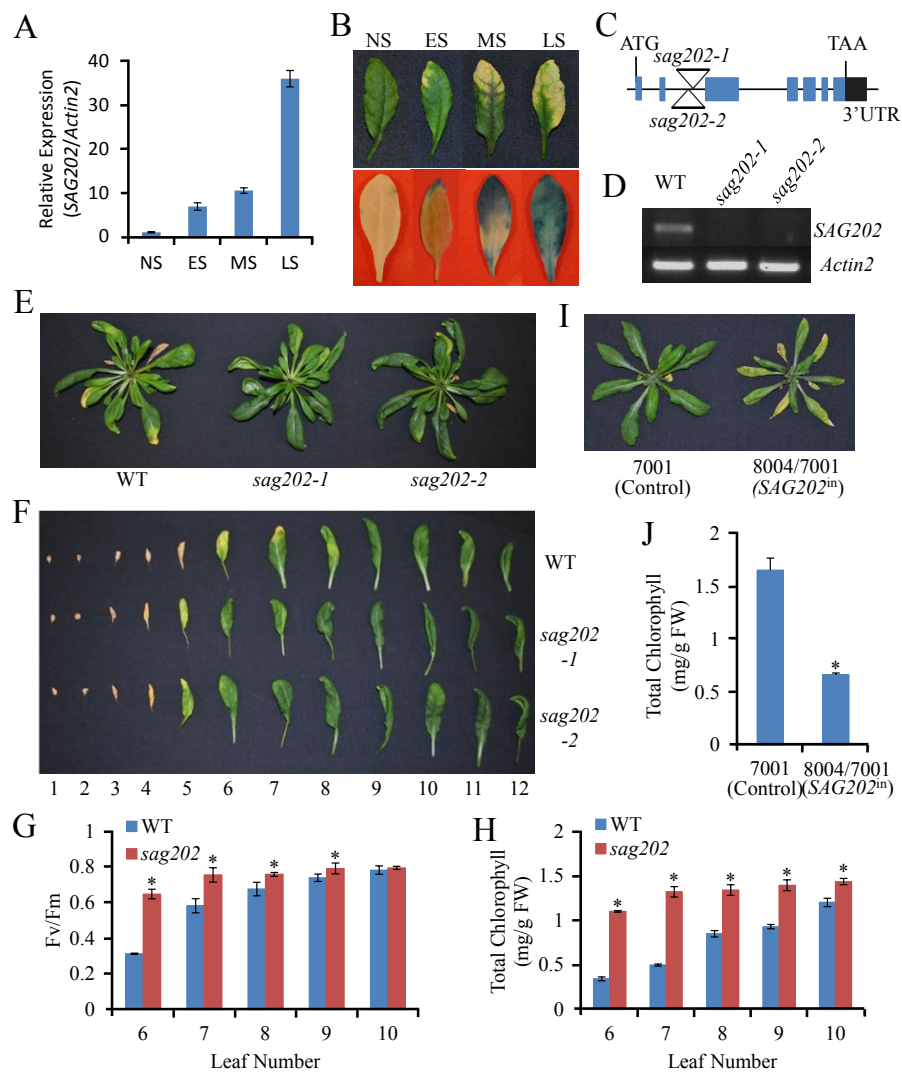 A
Relative Expression
(SAG202/Actin2)
40
30
20
10
0
NS ES MS LS
B
NS ES MS LS
C
ATG
sag202-1
TAA
sag202-2
3’UTR
D
WT
sag202-1
sag202-2
SAG202
Actin2
E
WT
sag202-1
sag202-2
I
7001
(Control)
8004/7001
(SAG202in)
F
WT
sag202
-1
sag202
-2
1 2 3 4 5 6 7 8 9 10 11 12
J
Total Chlorophyll
(mg/g FW)
2
1.5
1
0.5
0
*
7001
(Control)
8004/7001
(SAG202in)
G
WT
sag202
Fv/Fm
1
0.8
0.6
0.4
0.2
0
* * * *
6 7 8 9 10
Leaf Number
H
WT
sag202
Total Chlorophyll
(mg/g FW)
2
1.5
1
0.5
0
* * * * *
6 7 8 9 10
Leaf Number